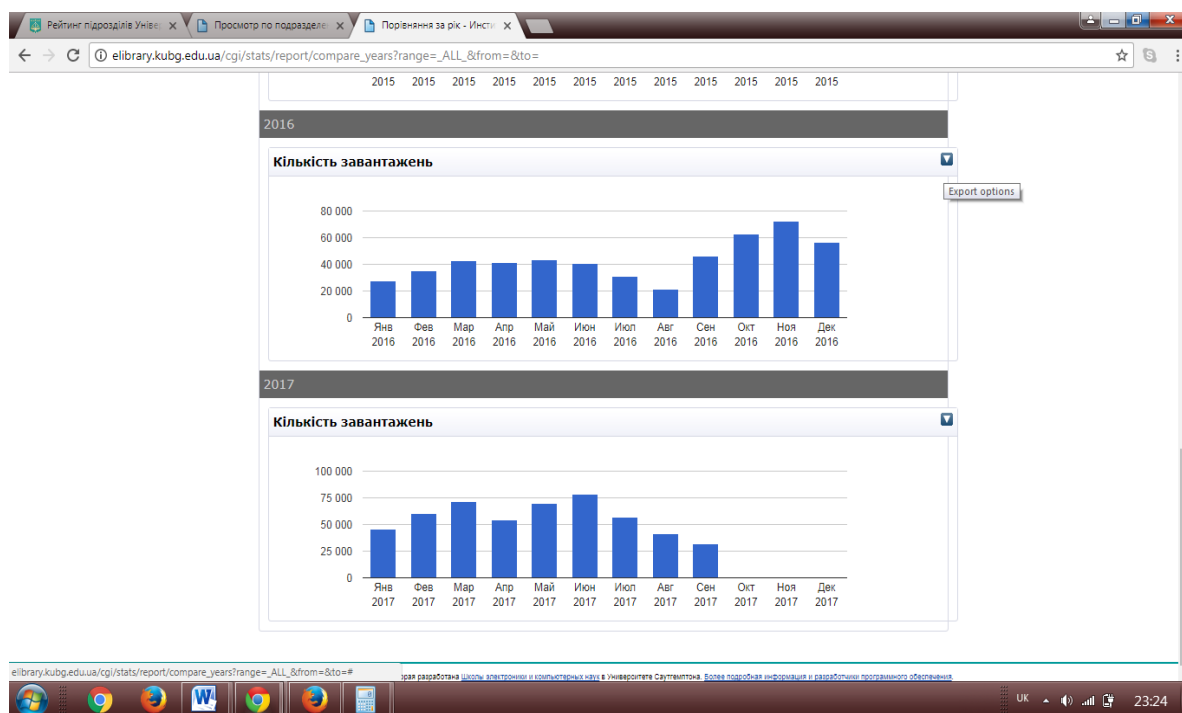 Рейтинг підрозділів Універ
Просмотр по подразделе
Порівняння за рік - Инсти
elibrary.kubg.edu.ua/cgi/stats/report/compare_years?range=_ALL_&from=&to=
2015 2015 2015 2015 2015 2015 2015 2015 2015 2015 2015 2015
2016
Кількість завантажень
Export options
80 000
60 000
40 000
20 000
0
Янв Фев Мар Апр Май Июн Июл Авг Сен Окт Ноя Дек
2016 2016 2016 2016 2016 2016 2016 2016 2016 2016 2016 2016
2017
Кількість завантажень
100 000
75 000
50 000
25 000
0
Янв Фев Мар Апр Май Июн Июл Авг Сен Окт Ноя Дек
2017 2017 2017 2017 2017 2017 2017 2017 2017 2017 2017 2017
elibrary.kubg.edu.ua/cgi/stats/report/compare_years?range=_ALL_&from=&to=#
орая разработана Школы электроники и компьютерных наук в Университете Саутгемптона. Более подробная информация и разработчики программного обеспечения.
UK 23:24